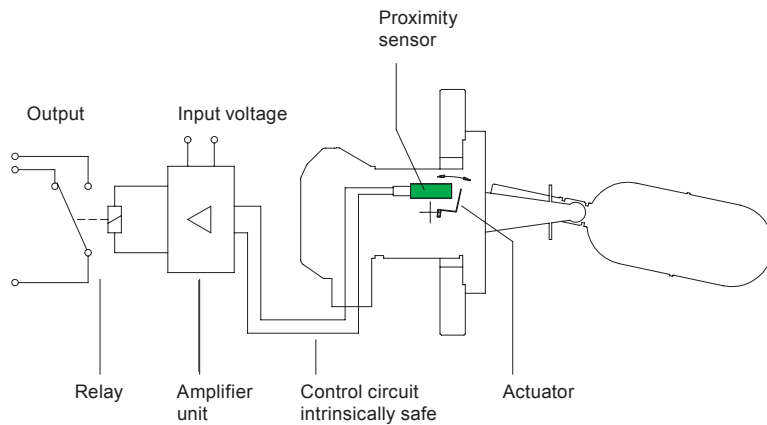 Proximity
sensor
Output
Input voltage
Relay
Amplifier
unit
Control circuit
intrinsically safe
Actuator